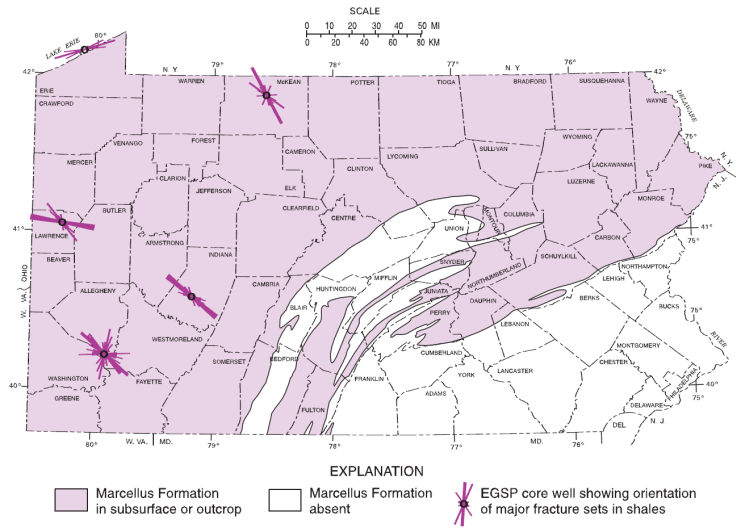 SCALE
0 10 20 30 40 50 MI
0 20 40 60 80 KM
LAKE ERIE
80°
42°
N. Y
N. Y
42°
WARREN
McKEAN
POTTER
TIOGA
BRADFORD
SUSQUEHANNA
79°
78°
77°
76°
ERIE
CRAWFORD
WAYNE
DELAWARE
75°
VENANGO
FOREST
CAMERON
WYOMING
SULLIVAN
LYCOMING
N. Y.
N. J.
MERCER
CLARION
JEFFERSON
ELK
CLINTON
LACKAWANNA
PIKE
LUZERNE
BUTLER
CLEARFIELD
CENTRE
UNION
MONTOUR
COLUMBIA
MONROE
41°
41°
75°
LAWRENCE
ARMSTRONG
CARBON
BEAVER
INDIANA
SNYDER
NORTHUMBERLAND
SCHUYLKILL
NORTHAMPTON
W. VA. OHIO
ALLEGHENY
CAMBRIA
HUNTINGDON
MIFFLIN
JUNIATA
LEHIGH
BLAIR
PERRY
DAUPHIN
BERKS
BUCKS
75°
LEBANON
RIVER
WESTMORELAND
SOMERSET
BEDFORD
CUMBERLAND
MONTGOMERY
40°
WASHINGTON
FAYETTE
FRANKLIN
YORK
LANCASTER
CHESTER
PHILADELPHIA
40°
75°
GREENE
ADAMS
FULTON
DELAWARE
DEL
N. J.
80°
W. VA.
MD.
79°
78°
77°
MD.
76°
EXPLANATION
Marcellus Formation
in subsurface or outcrop
Marcellus Formation
absent
EGSP core well showing orientation
of major fracture sets in shales